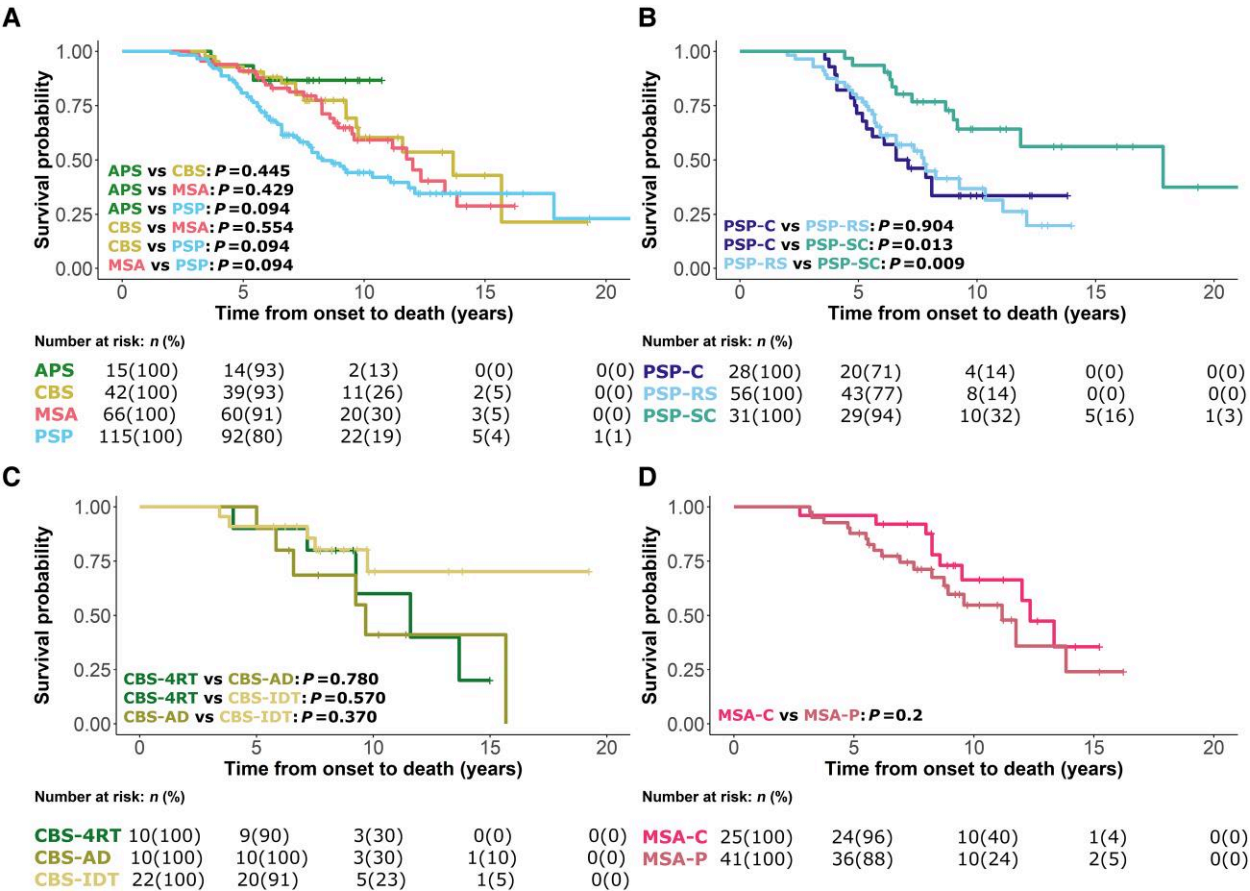 A
Survival probability
1.00
0.75
0.50
0.25
0.00
APS vs CBS: P=0.445
APS vs MSA: P=0.429
APS vs PSP: P=0.094
CBS vs MSA: P=0.554
CBS vs PSP: P=0.094
MSA vs PSP: P=0.094
0 5 10 15 20
Time from onset to death (years)
Number at risk: n (%)
APS 15(100) 14(93) 2(13) 0(0) 0(0)
CBS 42(100) 39(93) 11(26) 2(5) 0(0)
MSA 66(100) 60(91) 20(30) 3(5) 0(0)
PSP 115(100) 92(80) 22(19) 5(4) 1(1)
B
Survival probability
1.00
0.75
0.50
0.25
0.00
PSP-C vs PSP-RS: P=0.904
PSP-C vs PSP-SC: P=0.013
PSP-RS vs PSP-SC: P=0.009
0 5 10 15 20
Time from onset to death (years)
Number at risk: n (%)
PSP-C 28(100) 20(71) 4(14) 0(0) 0(0)
PSP-RS 56(100) 43(77) 8(14) 0(0) 0(0)
PSP-SC 31(100) 29(94) 10(32) 5(16) 1(3)
C
Survival probability
1.00
0.75
0.50
0.25
0.00
CBS-4RT vs CBS-AD: P=0.780
CBS-4RT vs CBS-IDT: P=0.570
CBS-AD vs CBS-IDT: P=0.370
0 5 10 15 20
Time from onset to death (years)
Number at risk: n (%)
CBS-4RT 10(100) 9(90) 3(30) 0(0) 0(0)
CBS-AD 10(100) 10(100) 3(30) 1(10) 0(0)
CBS-IDT 22(100) 20(91) 5(23) 1(5) 0(0)
D
Survival probability
1.00
0.75
0.50
0.25
0.00
MSA-C vs MSA-P: P=0.2
0 5 10 15 20
Time from onset to death (years)
Number at risk: n (%)
MSA-C 25(100) 24(96) 10(40) 1(4) 0(0)
MSA-P 41(100) 36(88) 10(24) 2(5) 0(0)